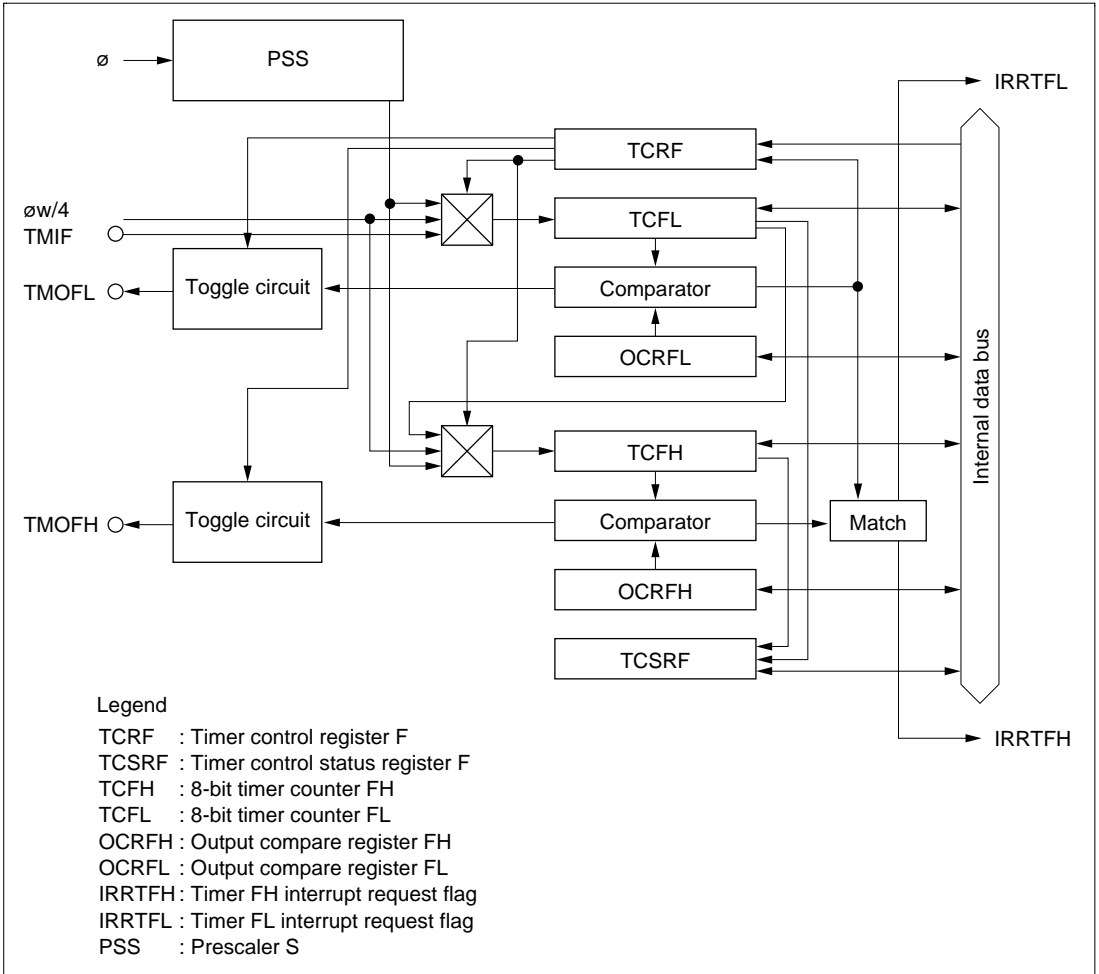 ø
PSS
IRRTFL
TCRF
øw/4
TMIF
TCFL
TMOFL
Toggle circuit
Comparator
OCRFL
Internal data bus
TCFH
TMOFH
Toggle circuit
Comparator
Match
OCRFH
TCSRF
IRRTFH
Legend
TCRF : Timer control register F
TCSRF : Timer control status register F
TCFH : 8-bit timer counter FH
TCFL : 8-bit timer counter FL
OCRFH : Output compare register FH
OCRFL : Output compare register FL
IRRTFH : Timer FH interrupt request flag
IRRTFL : Timer FL interrupt request flag
PSS : Prescaler S